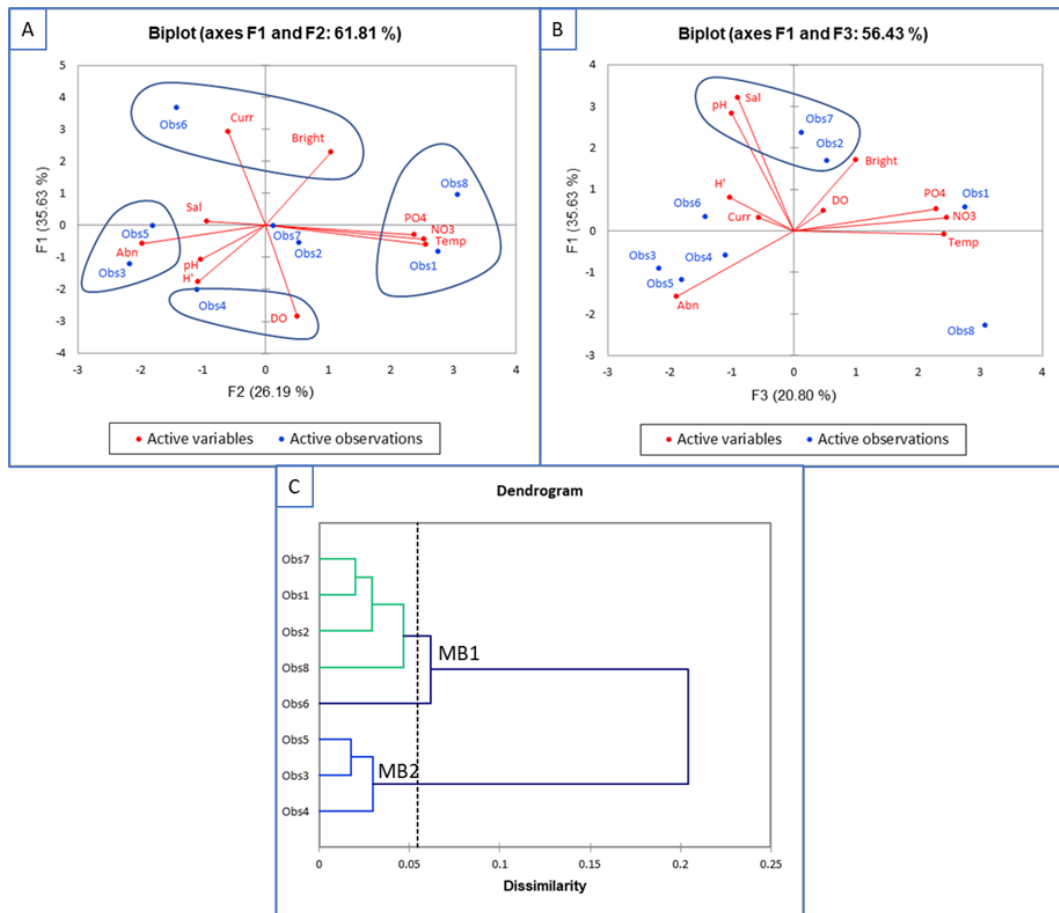 A
Biplot (axes F1 and F2: 61.81 %)
5
4
3
2
1
0
-1
-2
-3
-4
F1 (35.63 %)
Obs6
Curr
Bright
Obs8
Sal
Obs5
Abn
Obs3
pH
H'
Obs4
Obs7
Obs2
DO
PO4
NO3
Temp
Obs1
-3
-2
-1
0
1
2
3
4
F2 (26.19 %)
Active variables
Active observations
B
Biplot (axes F1 and F3: 56.43 %)
4
3
2
1
0
-1
-2
-3
F1 (35.63 %)
Sal
pH
Obs7
Obs2
Bright
H'
Obs6
Curr
DO
PO4
Obs1
NO3
Temp
Obs3
Obs4
Obs5
Abn
Obs8
-3
-2
-1
0
1
2
3
4
F3 (20.80 %)
Active variables
Active observations
C
Dendrogram
Obs7
Obs1
Obs2
Obs8
Obs6
Obs5
Obs3
Obs4
MB1
MB2
0
0.05
0.1
0.15
0.2
0.25
Dissimilarity